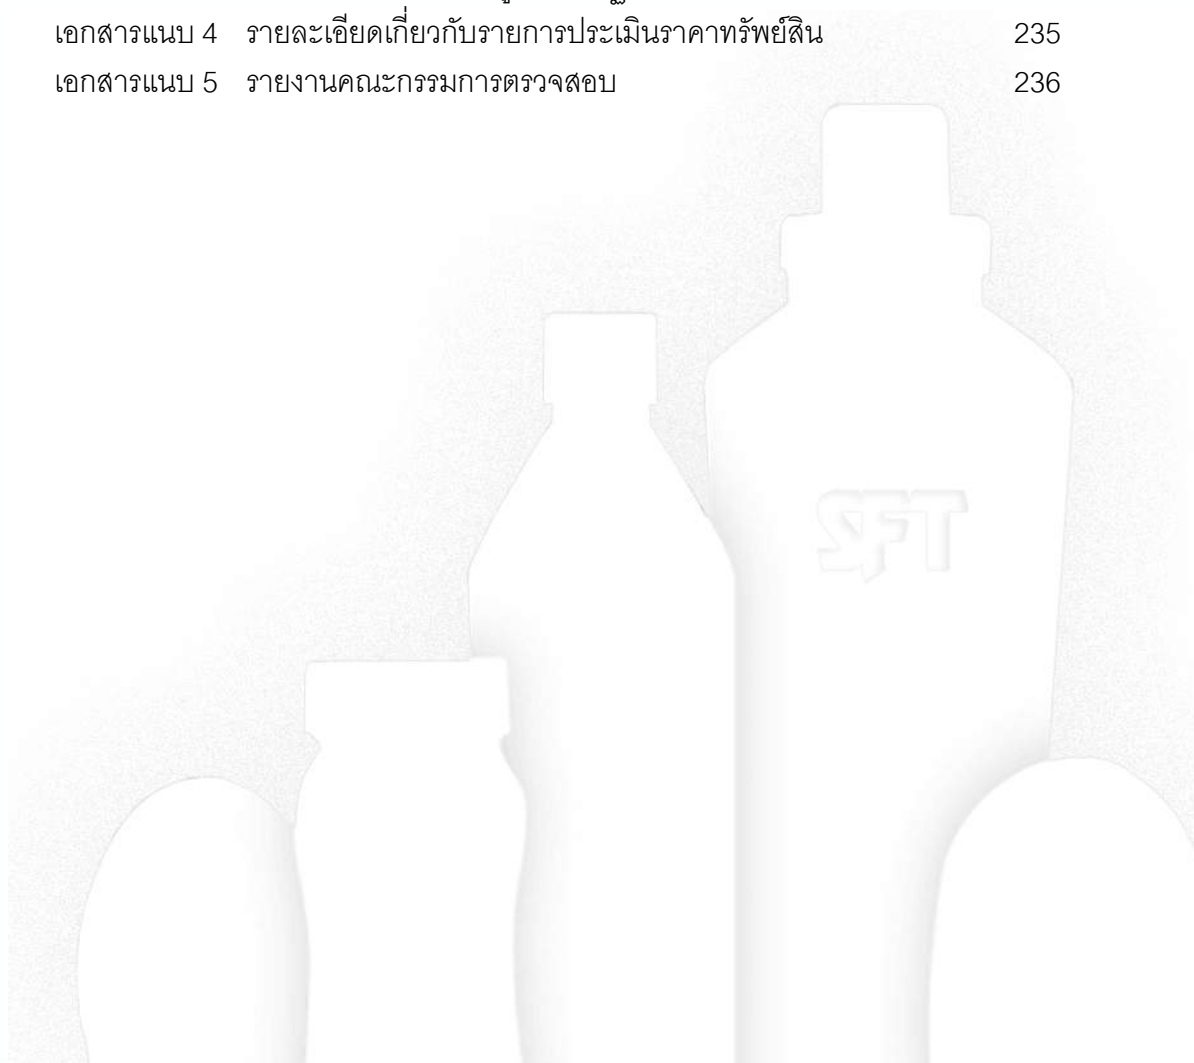 เอกสารแนบ 4 รายละเอียดเกี่ยวกับรายการประเมินราคาทรัพย์สิน 235
เอกสารแนบ 5 รายงานคณะกรรมการตรวจสอบ 236
SFT